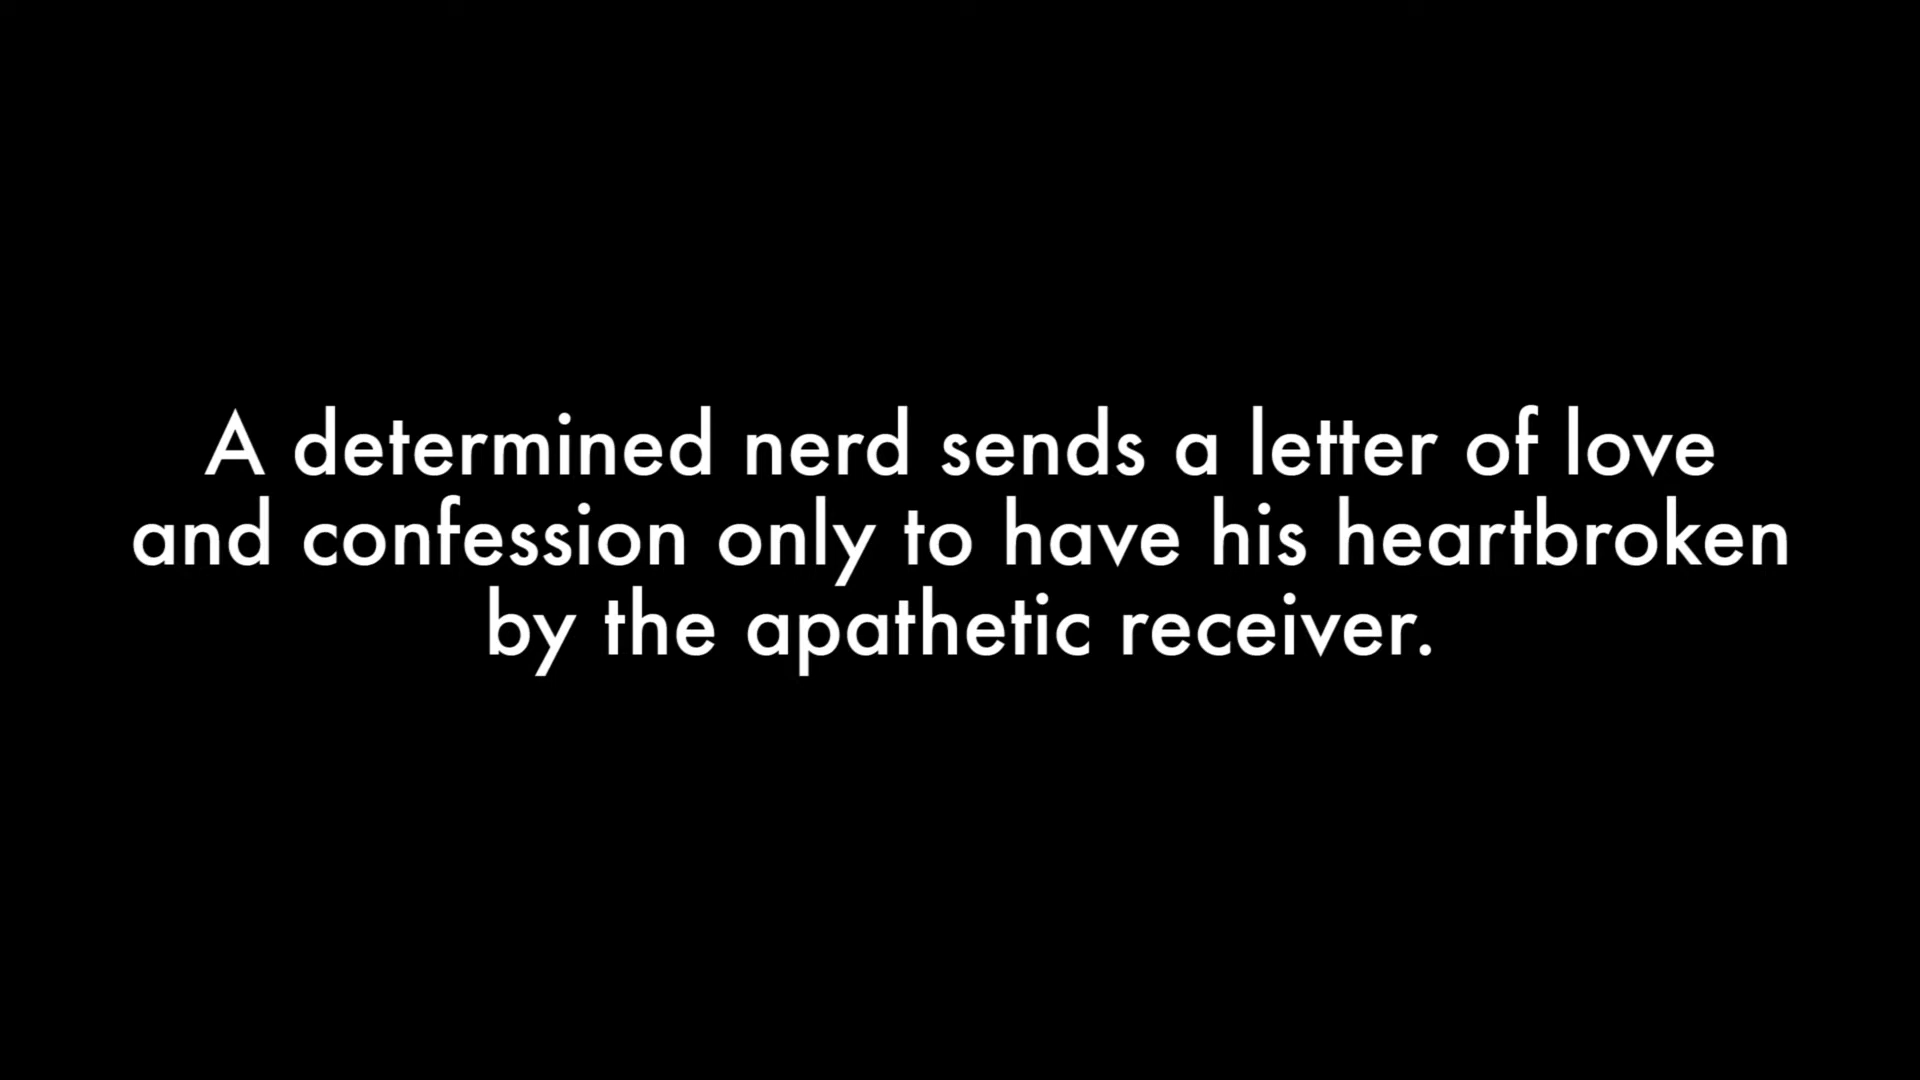 A determined nerd sends a letter of love
and confession only to have his heartbroken
by the apathetic receiver.